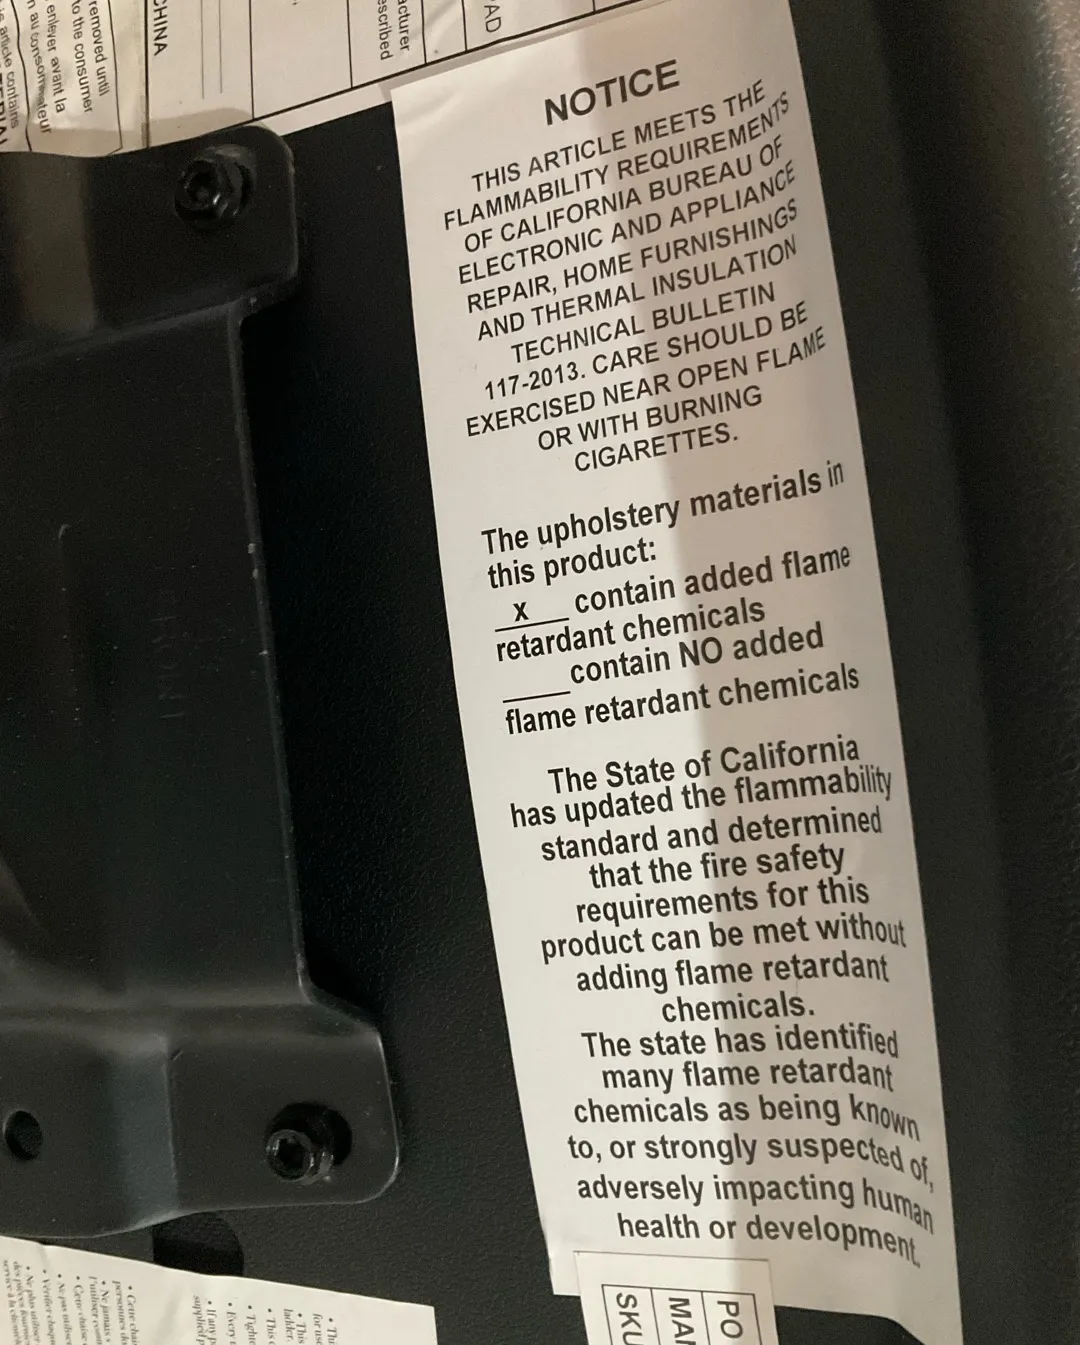 removed until
to the consumer
enlever avant la
CHINA
NOTICE
THIS ARTICLE MEETS THE
FLAMMABILITY REQUIREMENTS
OF CALIFORNIA BUREAU OF
ELECTRONIC AND APPLIANCE
REPAIR, HOME FURNISHINGS
AND THERMAL INSULATION
TECHNICAL BULLETIN
117-2013. CARE SHOULD BE
EXERCISED NEAR OPEN FLAME
OR WITH BURNING
CIGARETTES.
The upholstery materials in
this product:
__x__ contain added flame
retardant chemicals
____contain NO added
flame retardant chemicals
The State of California
has updated the flammability
standard and determined
that the fire safety
requirements for this
product can be met without
adding flame retardant
chemicals.
The state has identified
many flame retardant
chemicals as being known
to, or strongly suspected of,
adversely impacting human
health or development.
PO
SKU